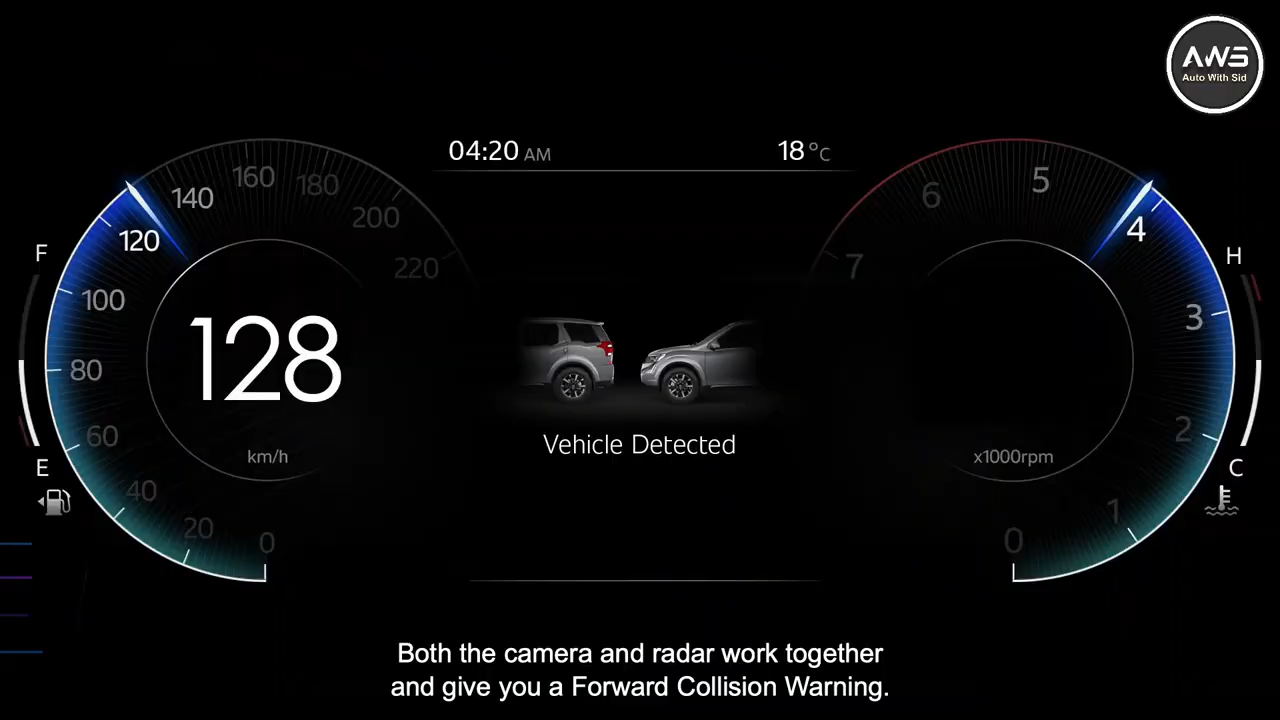 AWS
Auto With Sid
04:20 AM
18 °C
F
E
0
20
40
60
80
100
120
140
160
180
200
220
128
km/h
Vehicle Detected
7
6
5
4
3
2
1
0
x1000rpm
H
C
Both the camera and radar work together
and give you a Forward Collision Warning.